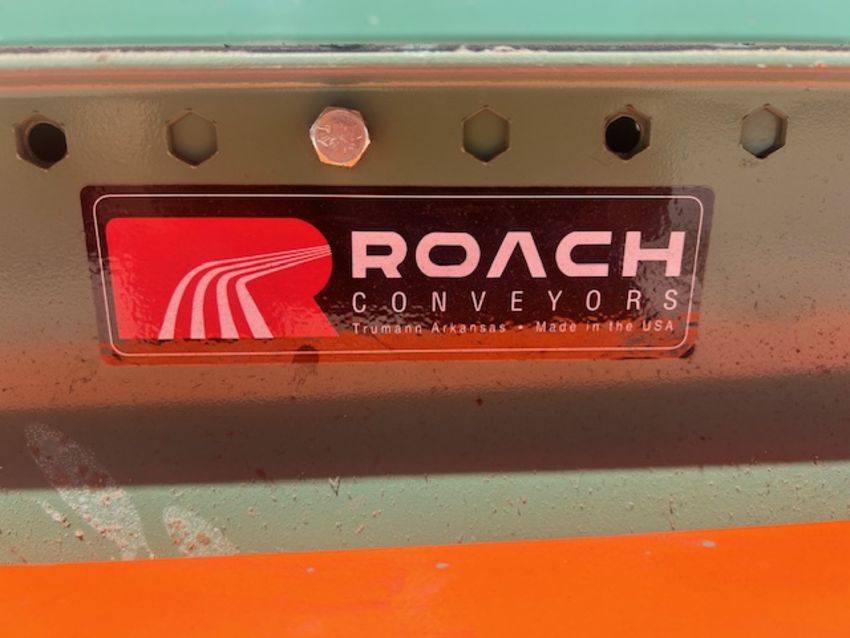 ROACH
CONVEYORS
Trumann Arkansas • Made in the USA